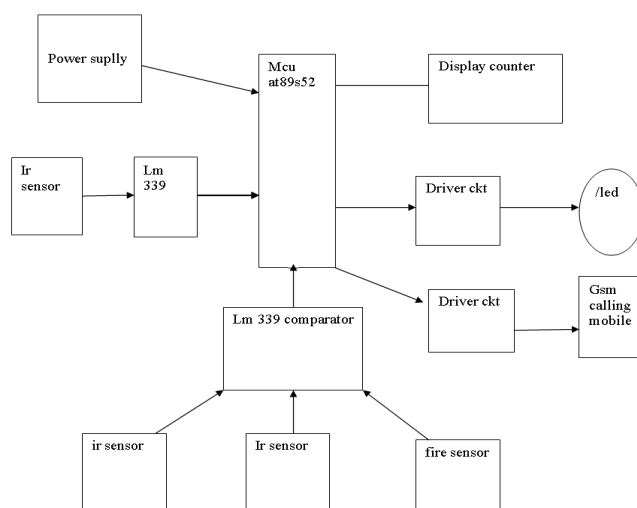 Power suplly
Mcu
at89s52
Display counter
Ir
sensor
Lm
339
Driver ckt
/led
Driver ckt
Gsm
calling
mobile
Lm 339 comparator
ir sensor
Ir sensor
fire sensor